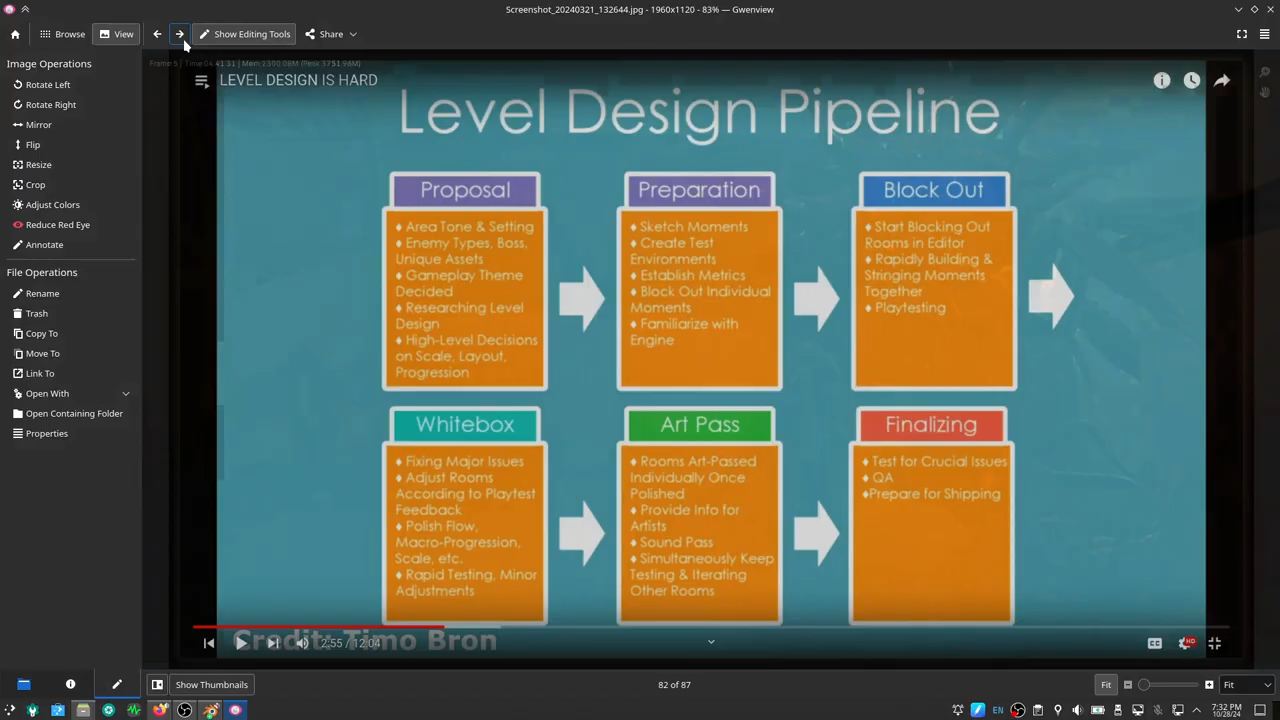 Screenshot_20240321_132644.jpg - 1960x1120 - 83% — Gwenview
Browse
View
Show Editing Tools
Share
Image Operations
Rotate Left
Rotate Right
Mirror
Flip
Resize
Crop
Adjust Colors
Reduce Red Eye
Annotate
File Operations
Rename
Trash
Copy To
Move To
Link To
Open With
Open Containing Folder
Properties
LEVEL DESIGN IS HARD
Level Design Pipeline
Proposal
♦ Area Tone & Setting
♦ Enemy Types, Boss,
Unique Assets
♦ Gameplay Theme
Decided
♦ Researching Level
Design
♦ High-Level Decisions
on Scale, Layout,
Progression
Preparation
♦ Sketch Moments
♦ Create Test
Environments
♦ Establish Metrics
♦ Block Out Individual
Moments
♦ Familiarize with
Engine
Block Out
♦ Start Blocking Out
Rooms in Editor
♦ Rapidly Building &
Stringing Moments
Together
♦ Playtesting
Whitebox
♦ Fixing Major Issues
♦ Adjust Rooms
According to Playtest
Feedback
♦ Polish Flow,
Macro-Progression,
Scale, etc.
♦ Rapid Testing, Minor
Adjustments
Art Pass
♦ Rooms Art-Passed
Individually Once
Polished
♦ Provide Info for
Artists
♦ Sound Pass
♦ Simultaneously Keep
Testing & Iterating
Other Rooms
Finalizing
♦ Test for Crucial Issues
♦ QA
♦Prepare for Shipping
Credit: Timo Bron
2:55 / 12:04
CC
HD
Show Thumbnails
82 of 87
Fit
Fit
EN
7:32 PM
10/28/24